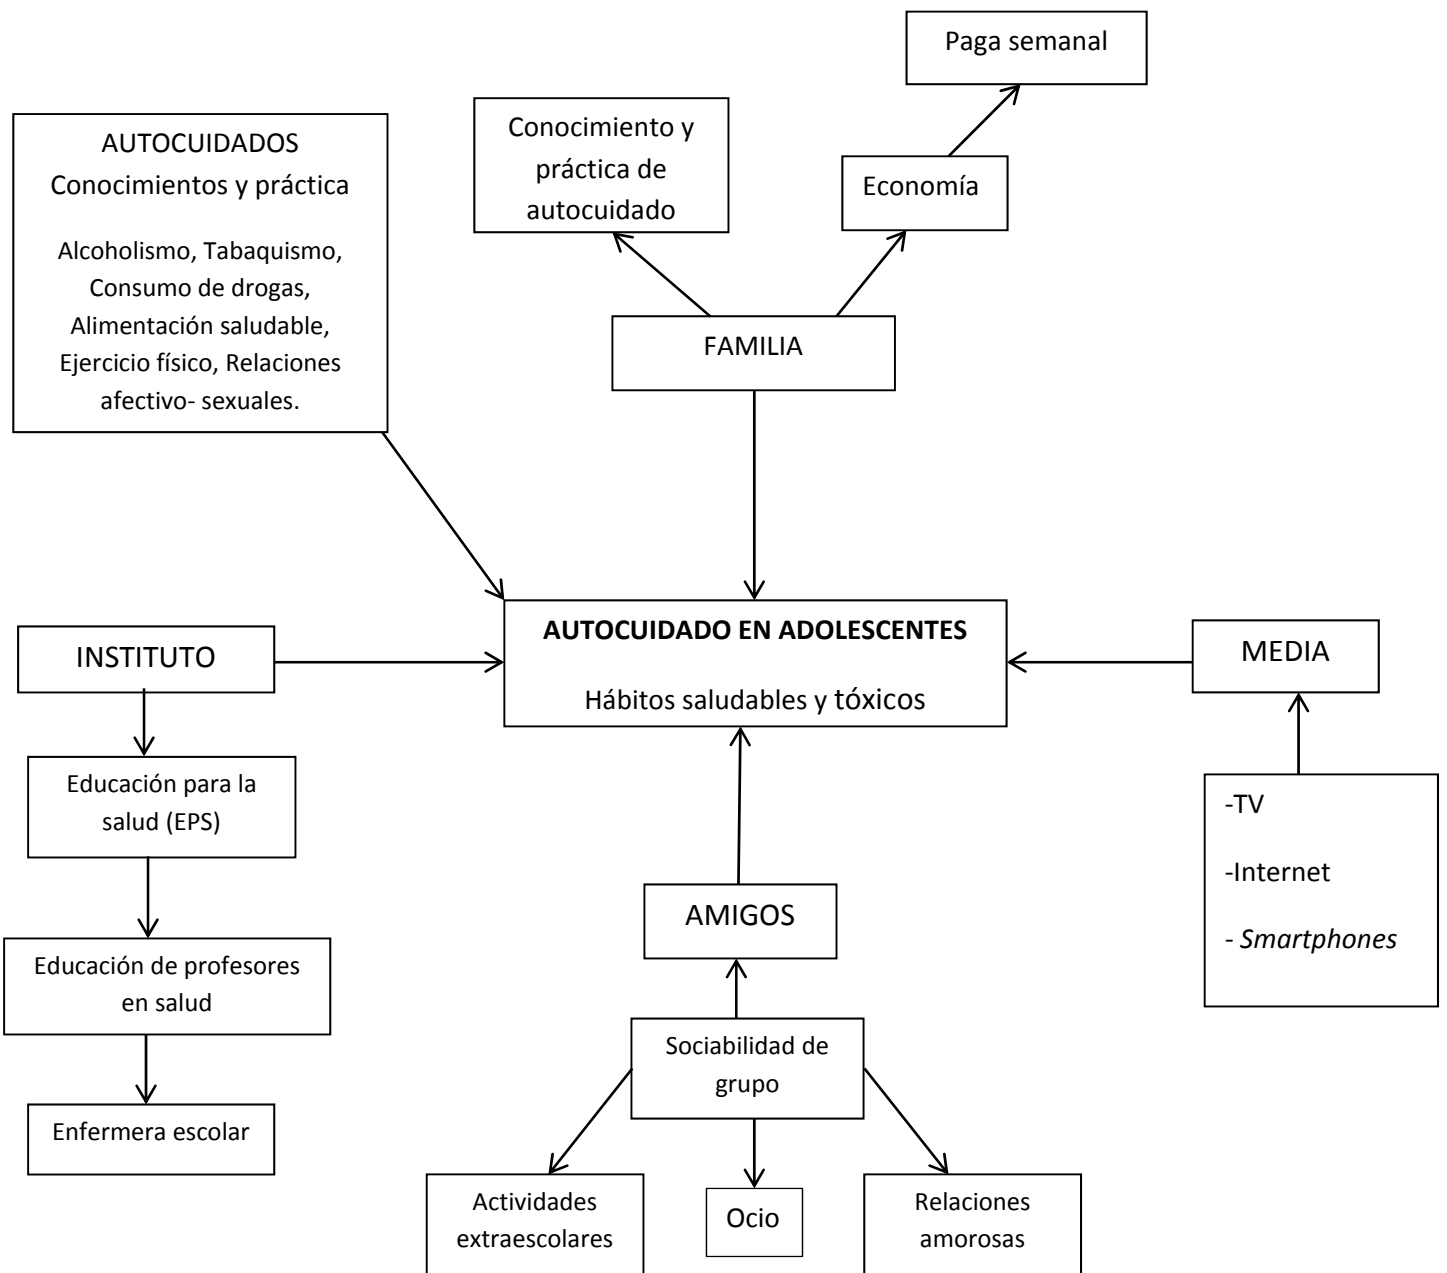 Paga semanal
Conocimiento y
práctica de
autocuidado
Economía
AUTOCUIDADOS
Conocimientos y práctica
Alcoholismo, Tabaquismo,
Consumo de drogas,
Alimentación saludable,
Ejercicio físico, Relaciones
afectivo- sexuales.
FAMILIA
AUTOCUIDADO EN ADOLESCENTES
Hábitos saludables y tóxicos
INSTITUTO
Educación para la
salud (EPS)
Educación de profesores
en salud
Enfermera escolar
MEDIA
-TV
-Internet
- Smartphones
AMIGOS
Sociabilidad de
grupo
Actividades
extraescolares
Ocio
Relaciones
amorosas